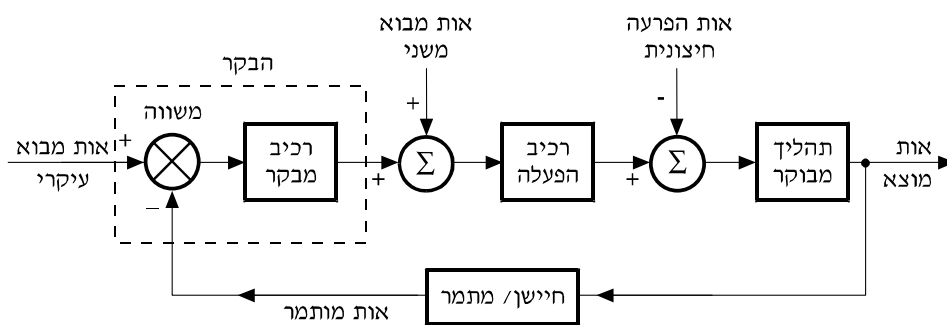 אות מבוא
משני
אות הפרעה
חיצונית
הבקר
משווה
אות מבוא
עיקרי
+
−
רכיב
מבקר
+
+
Σ
רכיב
הפעלה
+
-
Σ
תהליך
מבוקר
אות
מוצא
חיישן/ מתמר
אות מותמר